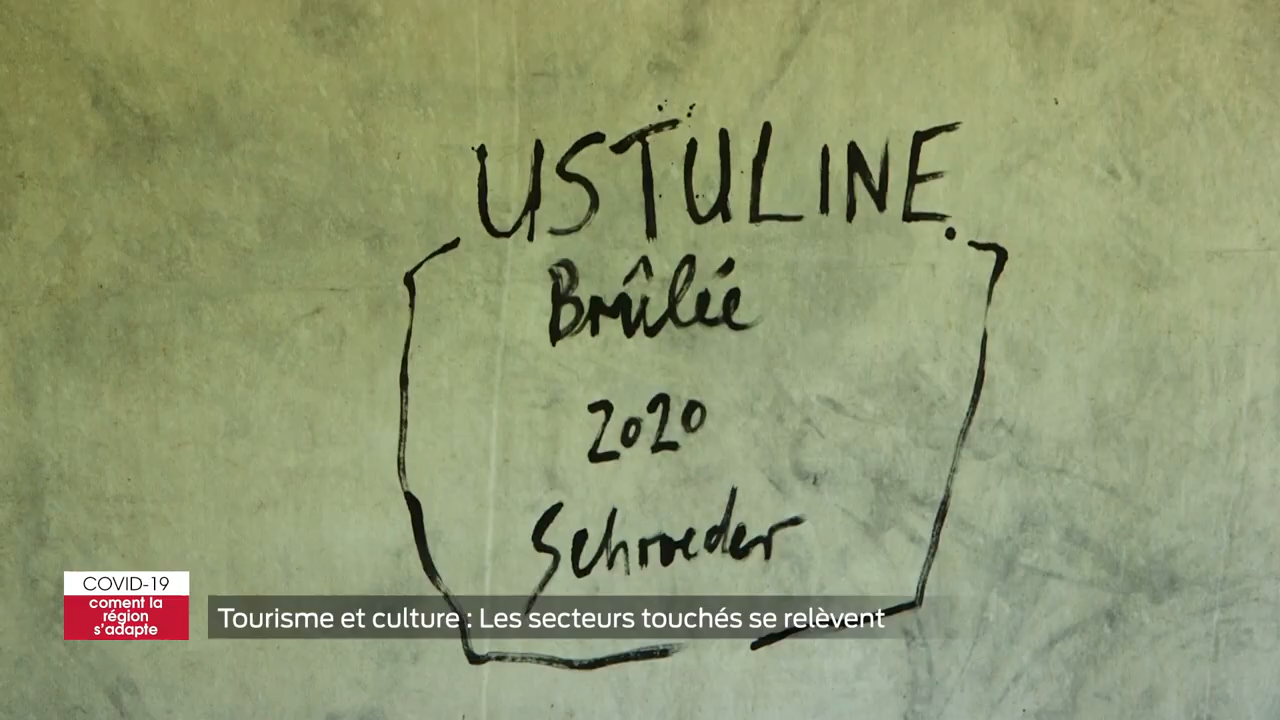 USTULINE.
Brûlée
2020
Schroeder
COVID-19
coment la
région
s'adapte
Tourisme et culture : Les secteurs touchés se relèvent